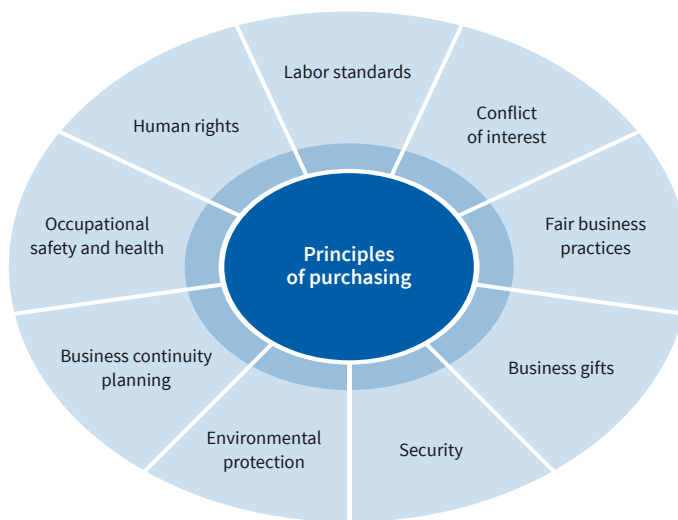 Labor standards
Conflict
of interest
Fair business
practices
Business gifts
Security
Environmental
protection
Business continuity
planning
Occupational
safety and health
Human rights
Principles
of purchasing